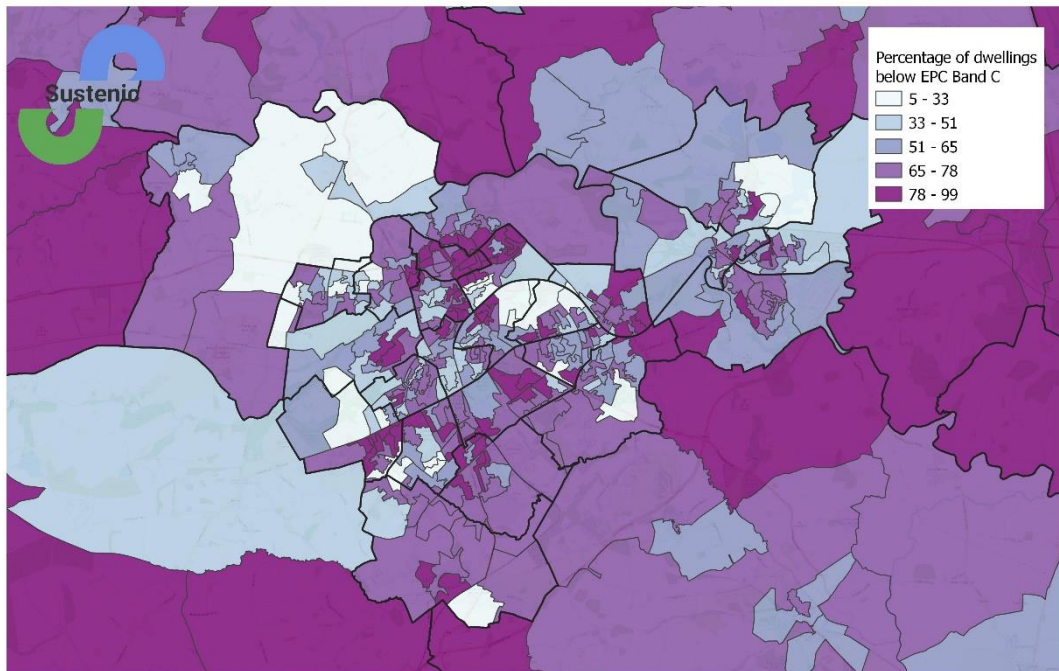 Sustenic
Percentage of dwellings
below EPC Band C
5 - 33
33 - 51
51 - 65
65 - 78
78 - 99